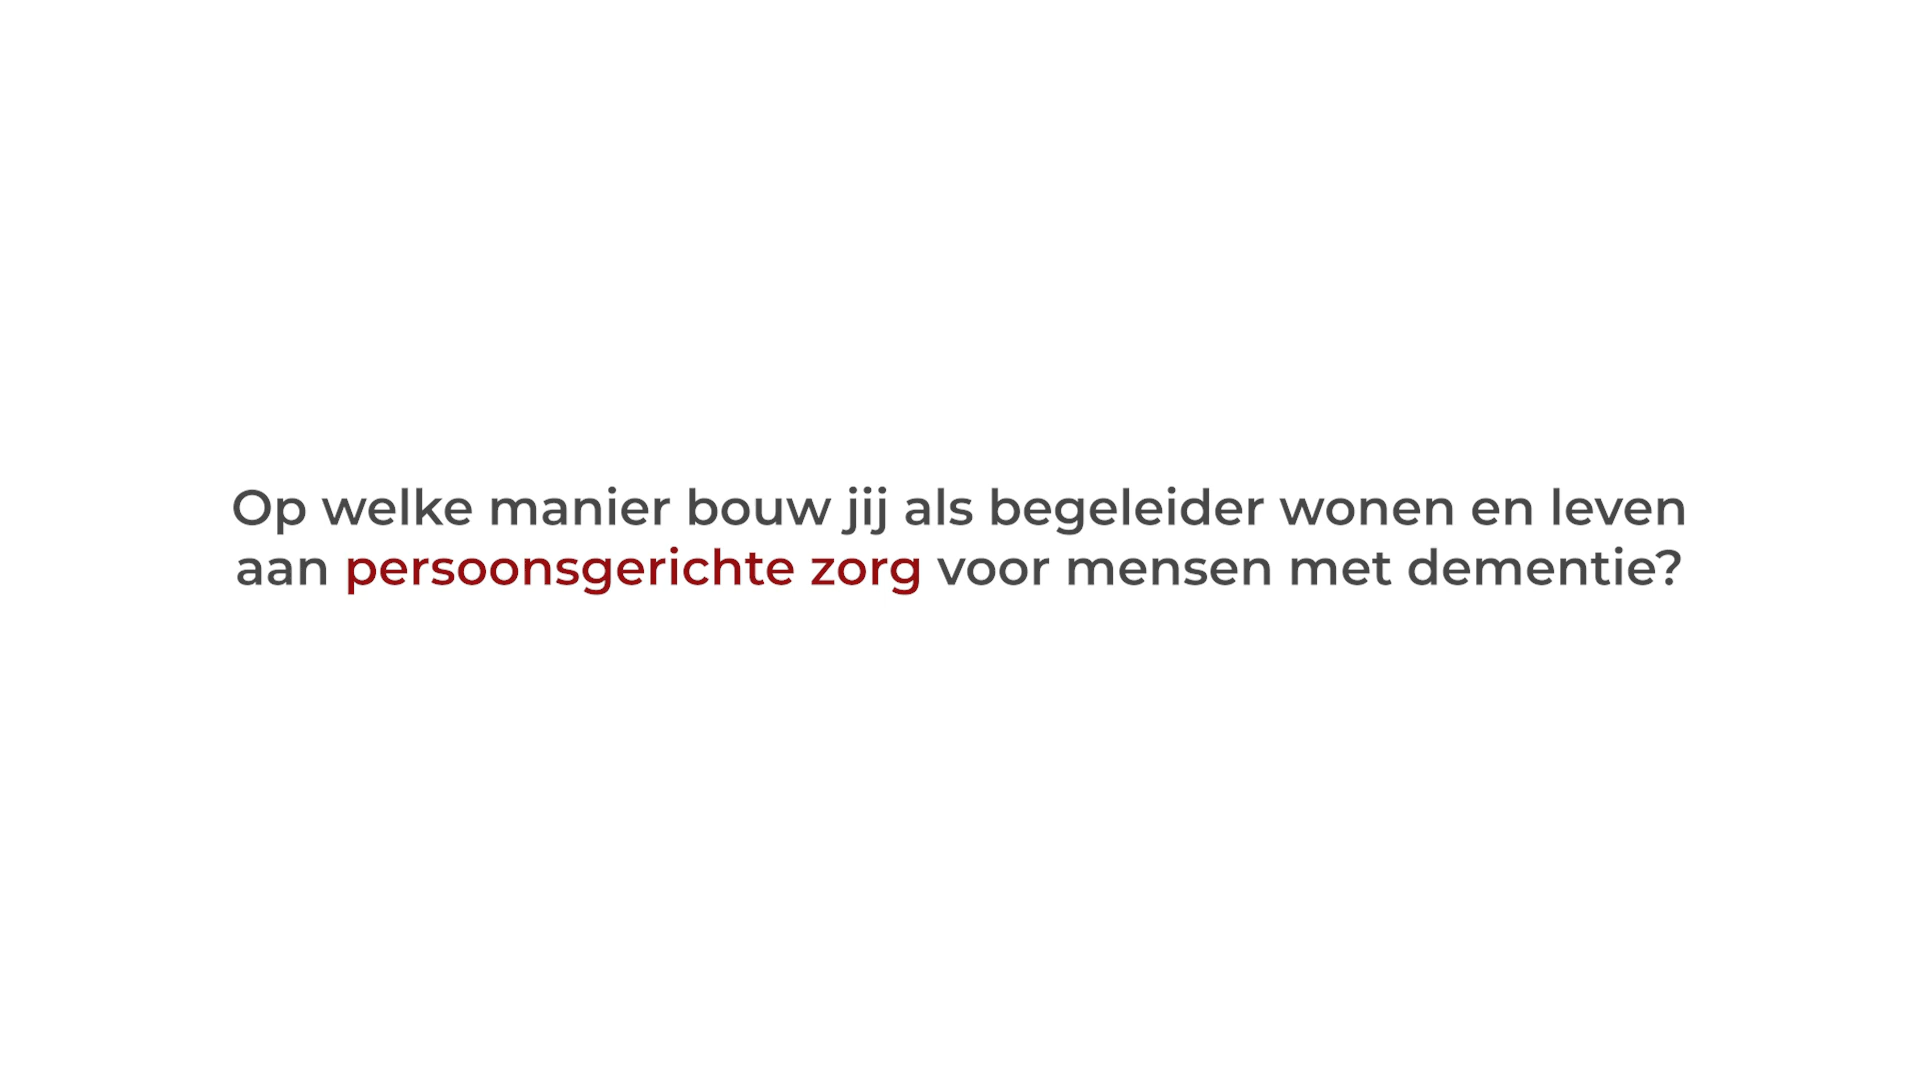 Op welke manier bouw jij als begeleider wonen en leven
aan persoonsgerichte zorg voor mensen met dementie?